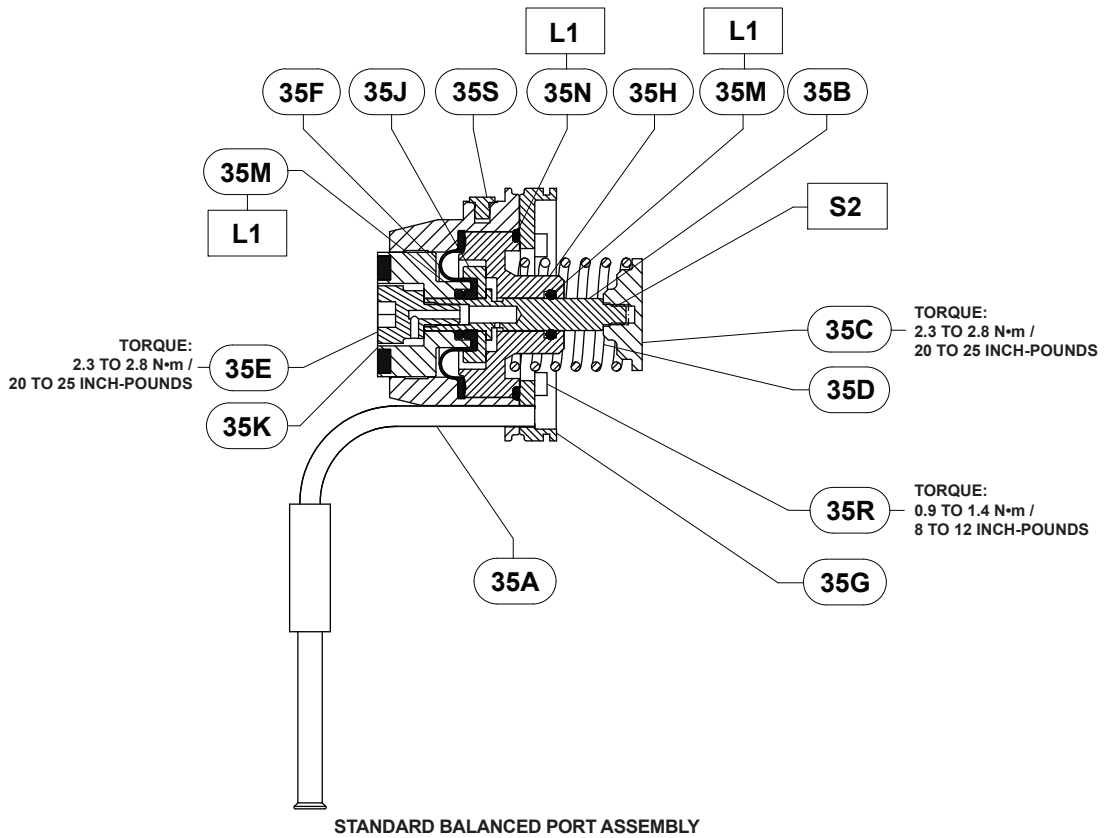 L1
L1
35F
35J
35S
35N
35H
35M
35B
35M
L1
S2
TORQUE:
2.3 TO 2.8 N•m /
20 TO 25 INCH-POUNDS
35C
TORQUE:
2.3 TO 2.8 N•m /
20 TO 25 INCH-POUNDS
35E
35D
35K
35R
TORQUE:
0.9 TO 1.4 N•m /
8 TO 12 INCH-POUNDS
35A
35G
STANDARD BALANCED PORT ASSEMBLY